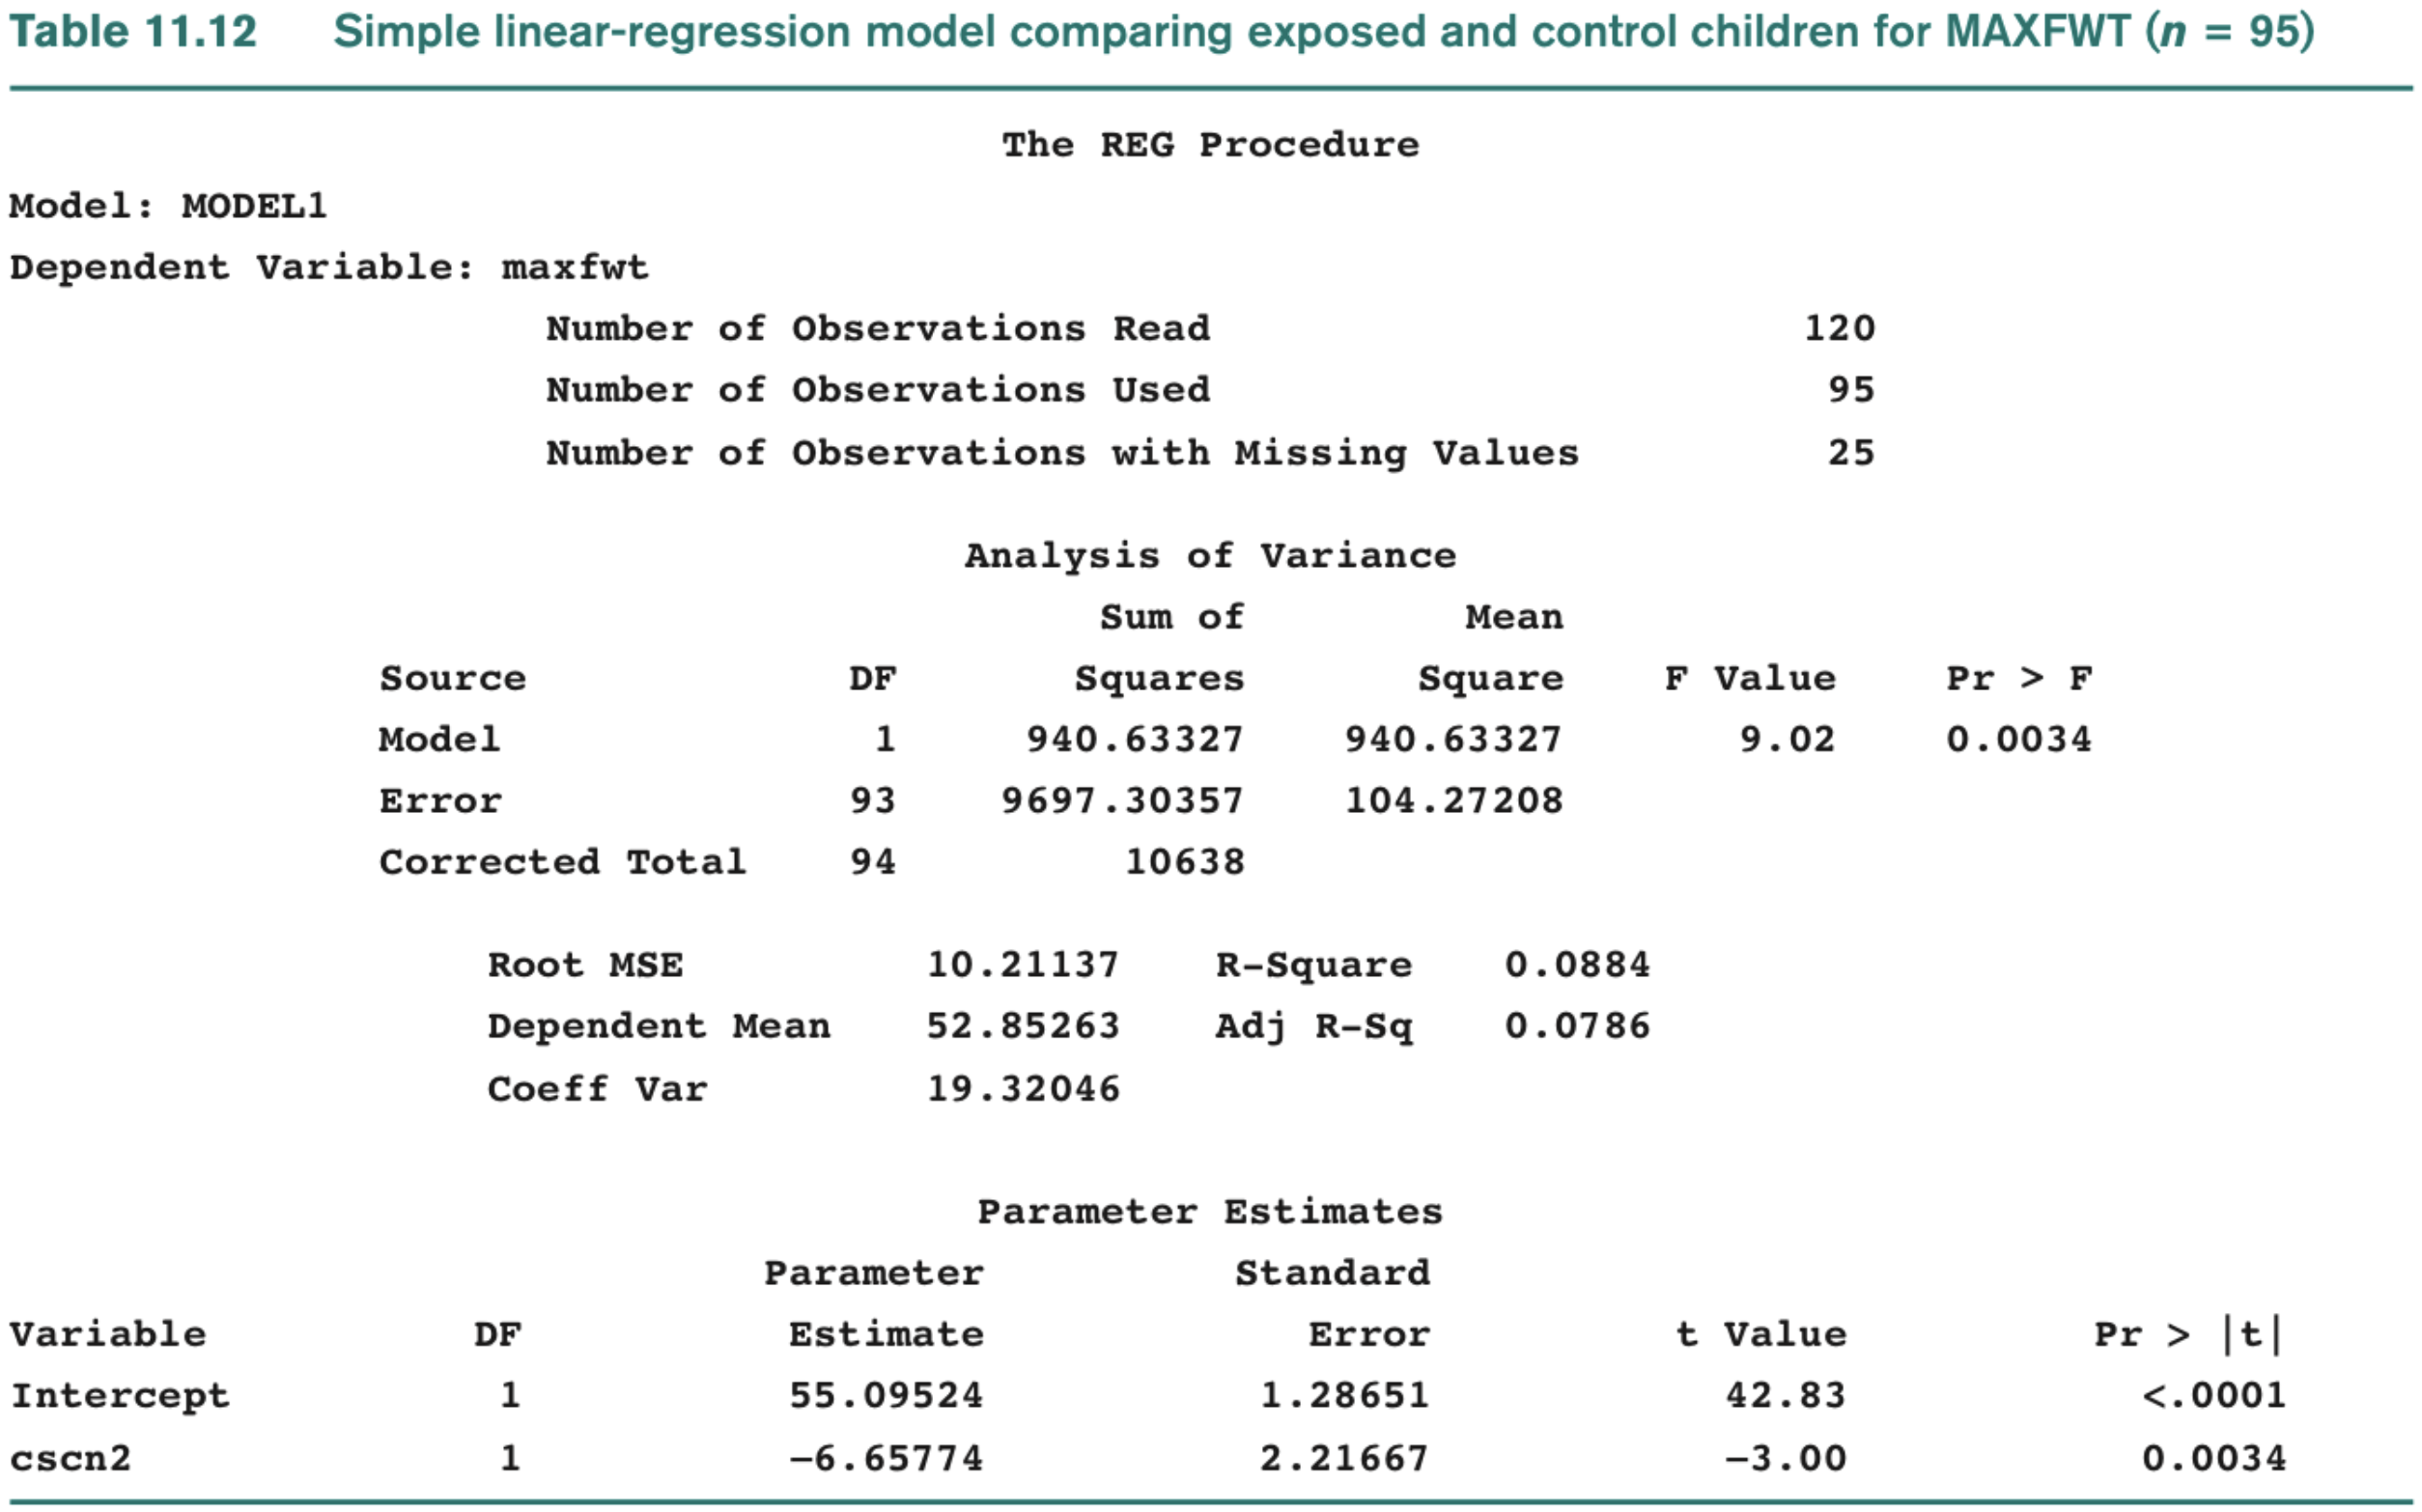 Table 11.12 Simple linear-regression model comparing exposed and control children for MAXFWT (n = 95)
The REG Procedure
Model: MODEL1
Dependent Variable: maxfwt
Number of Observations Read 120
Number of Observations Used 95
Number of Observations with Missing Values 25
Analysis of Variance
Sum of Mean
Source DF Squares Square F Value Pr > F
Model 1 940.63327 940.63327 9.02 0.0034
Error 93 9697.30357 104.27208
Corrected Total 94 10638
Root MSE 10.21137 R-Square 0.0884
Dependent Mean 52.85263 Adj R-Sq 0.0786
Coeff Var 19.32046
Parameter Estimates
Parameter Standard
Variable DF Estimate Error t Value Pr > |t|
Intercept 1 55.09524 1.28651 42.83 <.0001
cscn2 1 −6.65774 2.21667 −3.00 0.0034